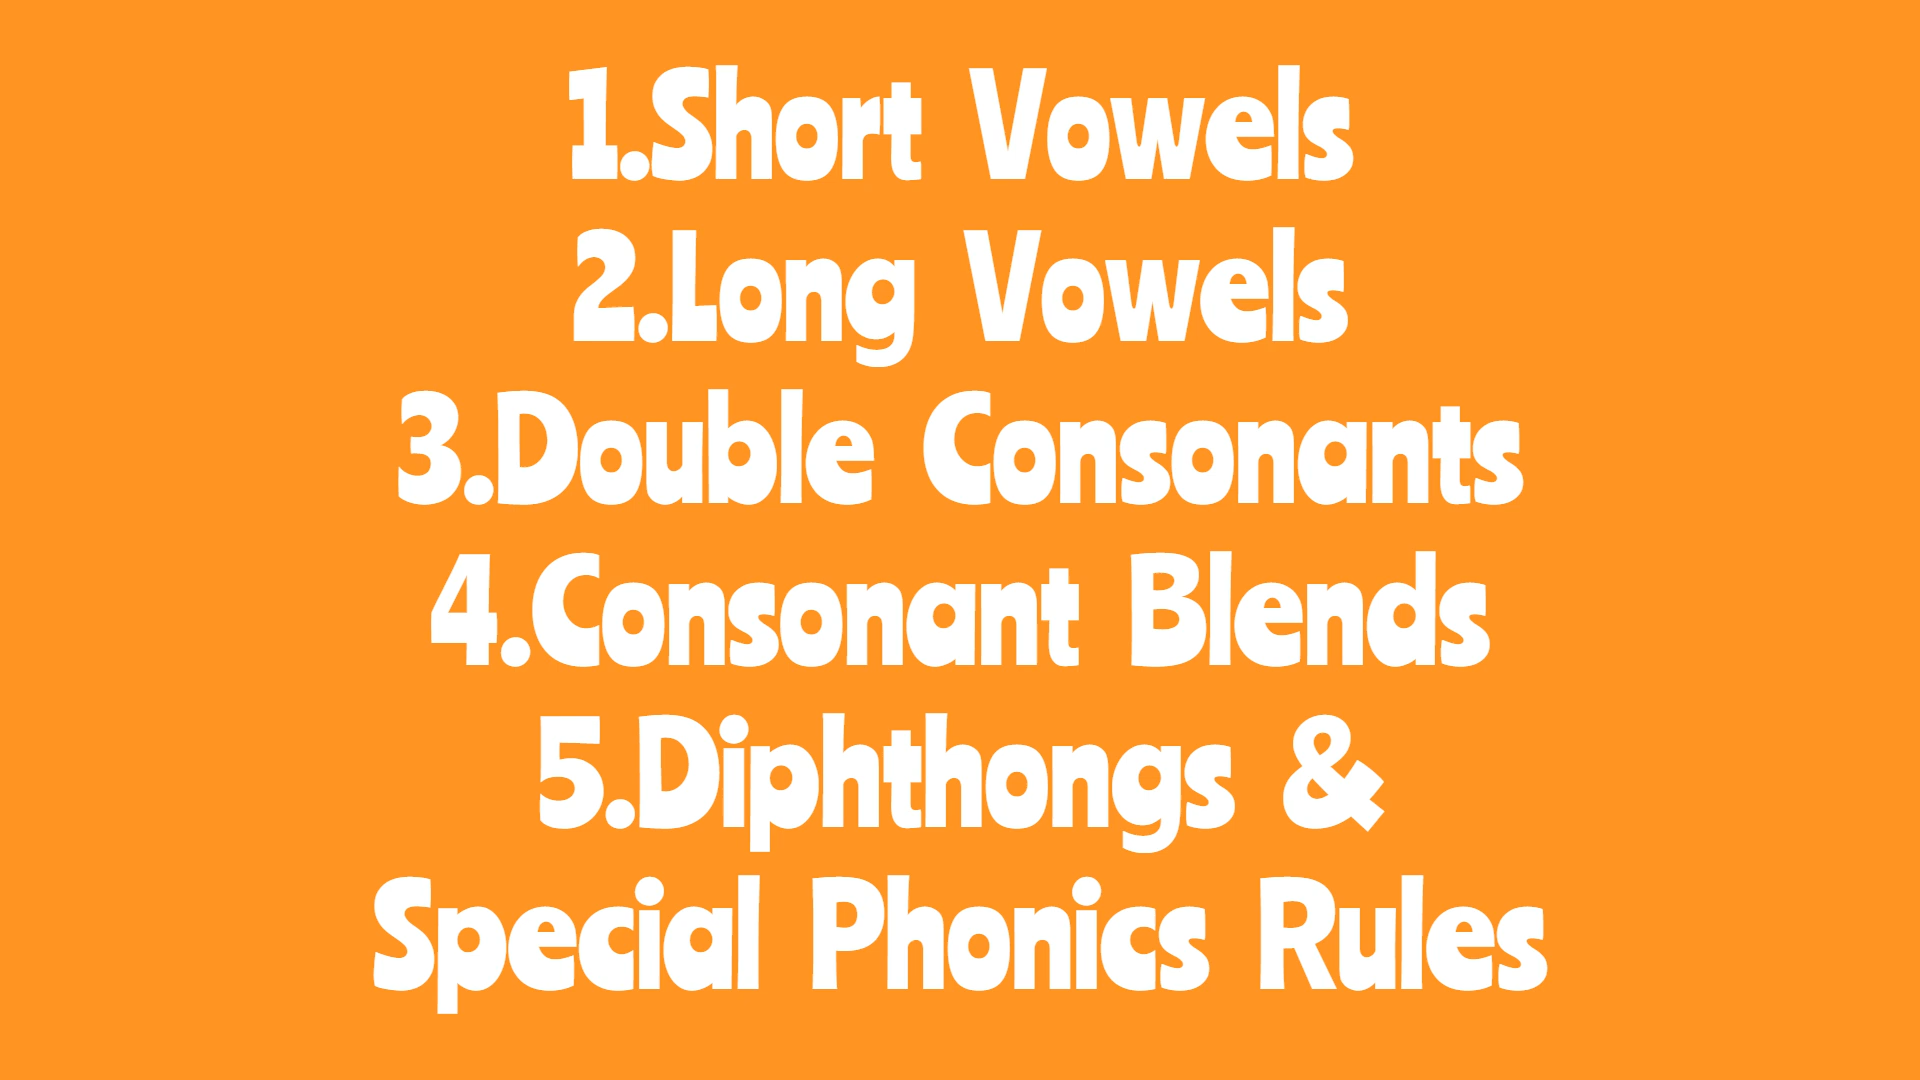 1.Short Vowels
2.Long Vowels
3.Double Consonants
4.Consonant Blends
5.Diphthongs &
Special Phonics Rules